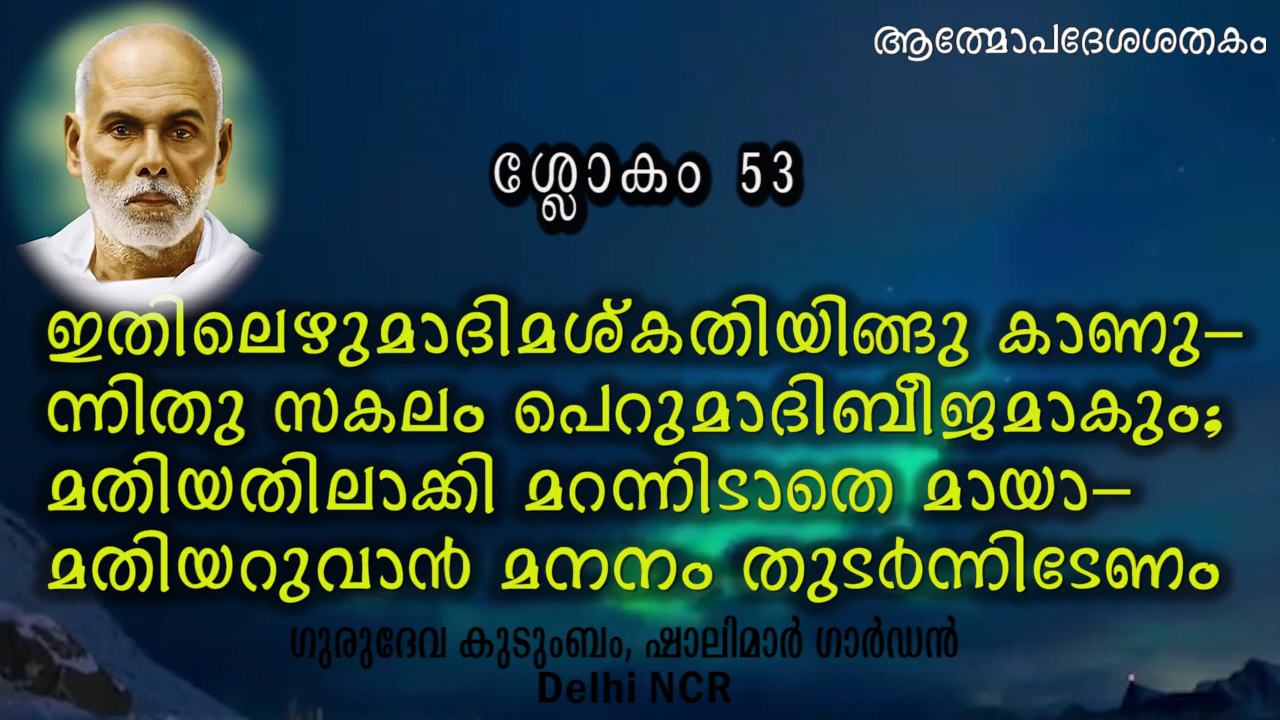 ആത്മോപദേശശതകം
ശ്ലോകം 53
ഇതിലെഴുമാദിമശ്കതിയിങ്ങു കാണു–
ന്നിതു സകലം പെറുമാദിബീജമാകും;
മതിയതിലാക്കി മറന്നിടാതെ മായാ–
മതിയറുവാൻ മനനം തുടർന്നിടേണം
ഗുരുദേവ കുടുംബം, ഷാലിമാർ ഗാർഡൻ
Delhi NCR